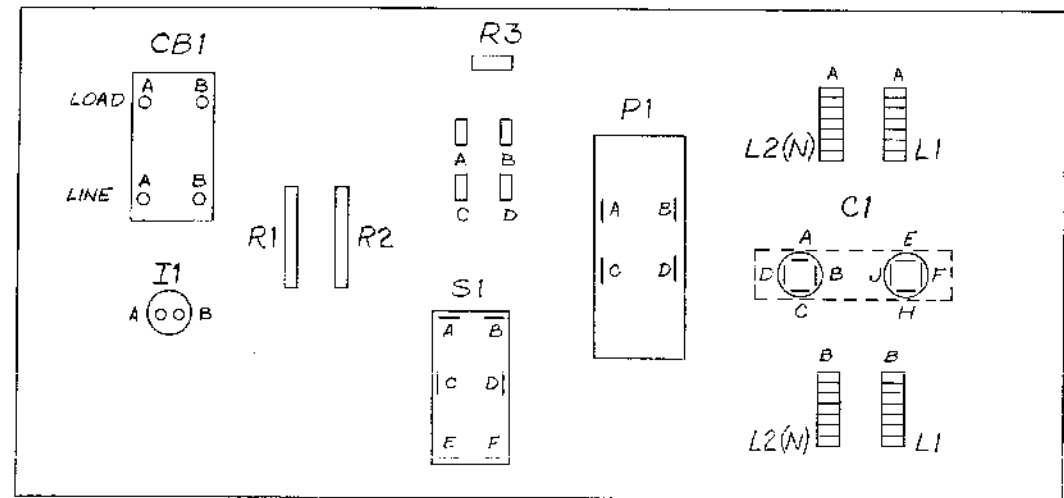 CB1
A B
LOAD
LINE
A B
R1 R2
I1
A B
R3
A B
C D
S1
A B
C D
E F
P1
A B
C D
A A
L2(N) L1
C1
A E
D B J F
C H
B B
L2(N) L1